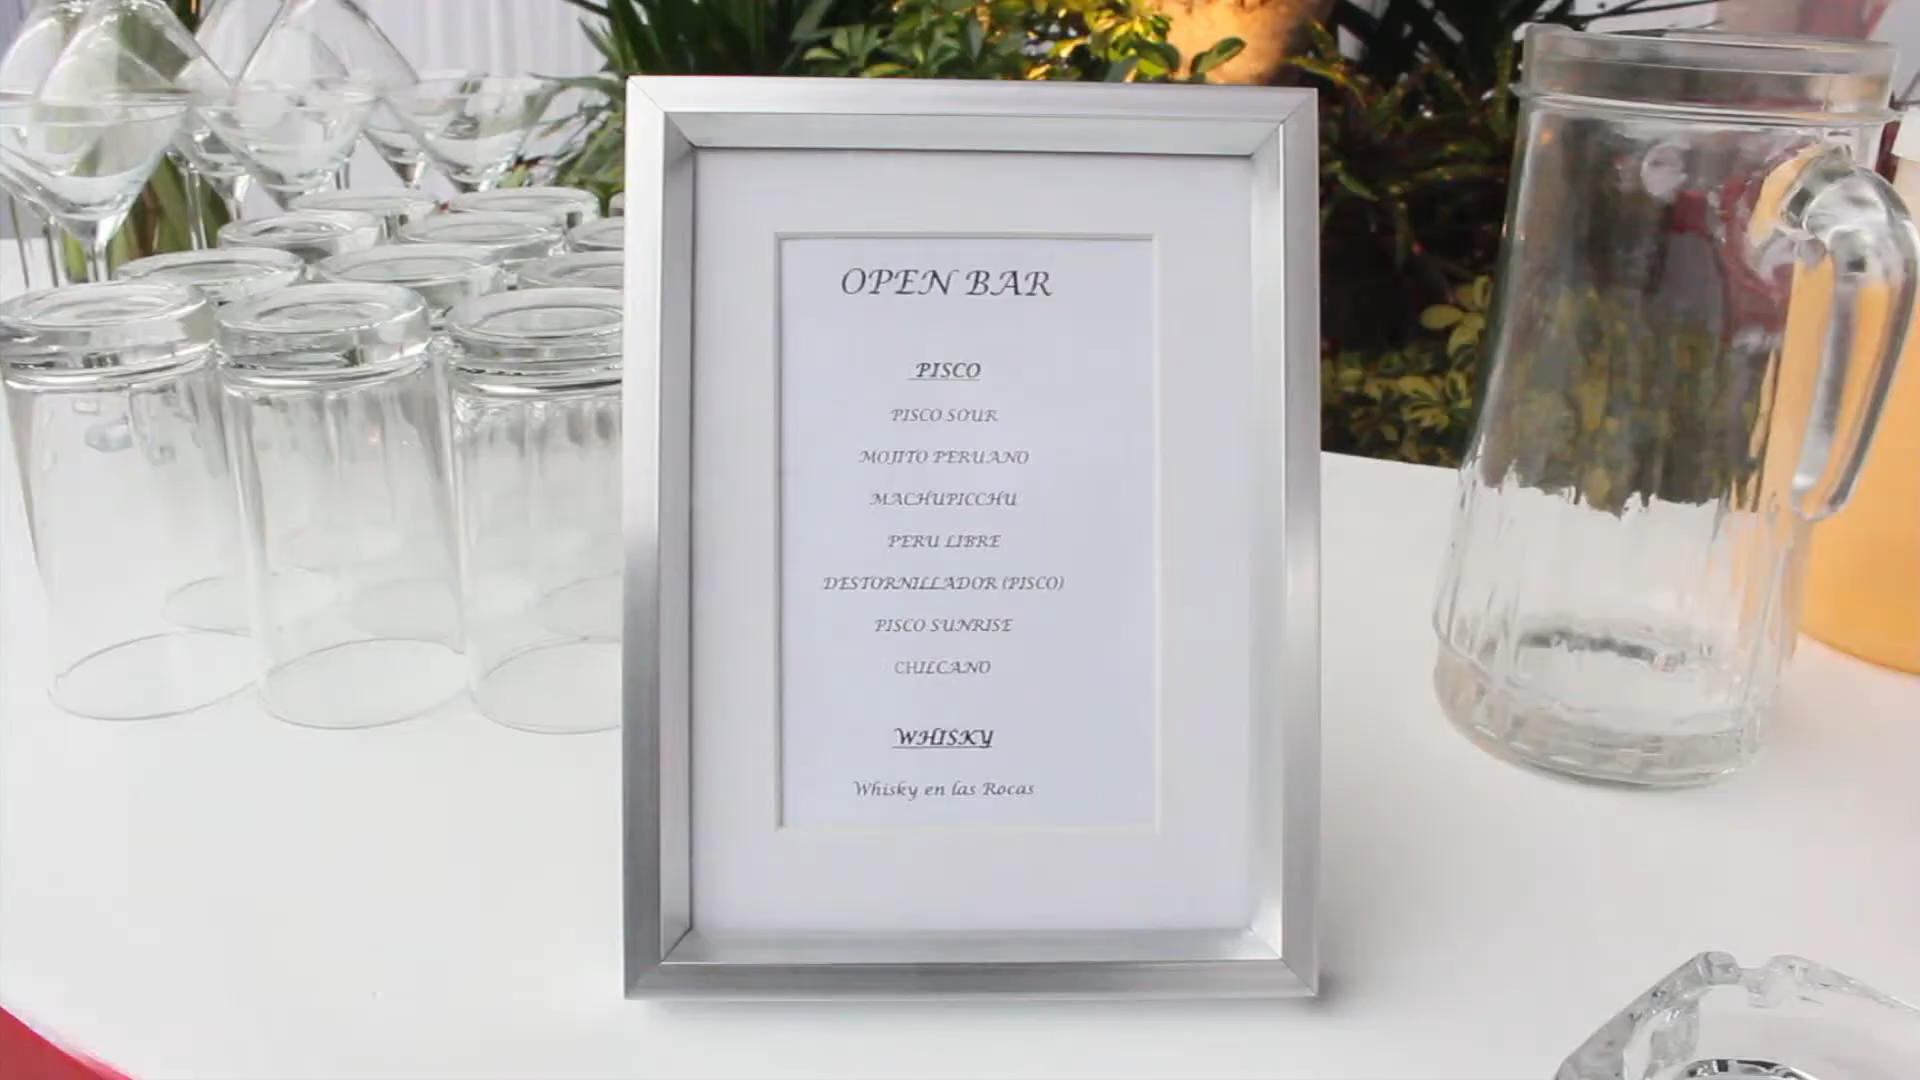 OPEN BAR
PISCO
PISCO SOUR
MOJITO PERUANO
MACHUPICCHU
PERU LIBRE
DESTORNILLADOR (PISCO)
PISCO SUNRISE
CHILCANO
WHISKY
Whisky en las Rocas